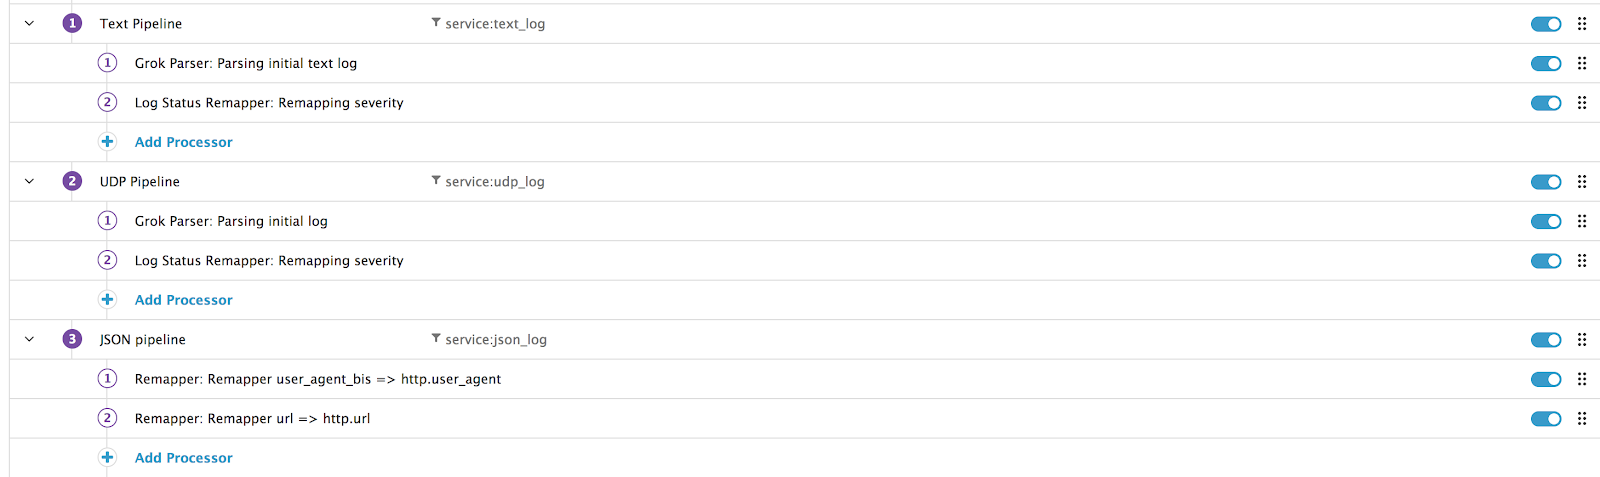 1 Text Pipeline service:text_log
1 Grok Parser: Parsing initial text log
2 Log Status Remapper: Remapping severity
+ Add Processor
2 UDP Pipeline service:udp_log
1 Grok Parser: Parsing initial log
2 Log Status Remapper: Remapping severity
+ Add Processor
3 JSON pipeline service:json_log
1 Remapper: Remapper user_agent_bis => http.user_agent
2 Remapper: Remapper url => http.url
+ Add Processor